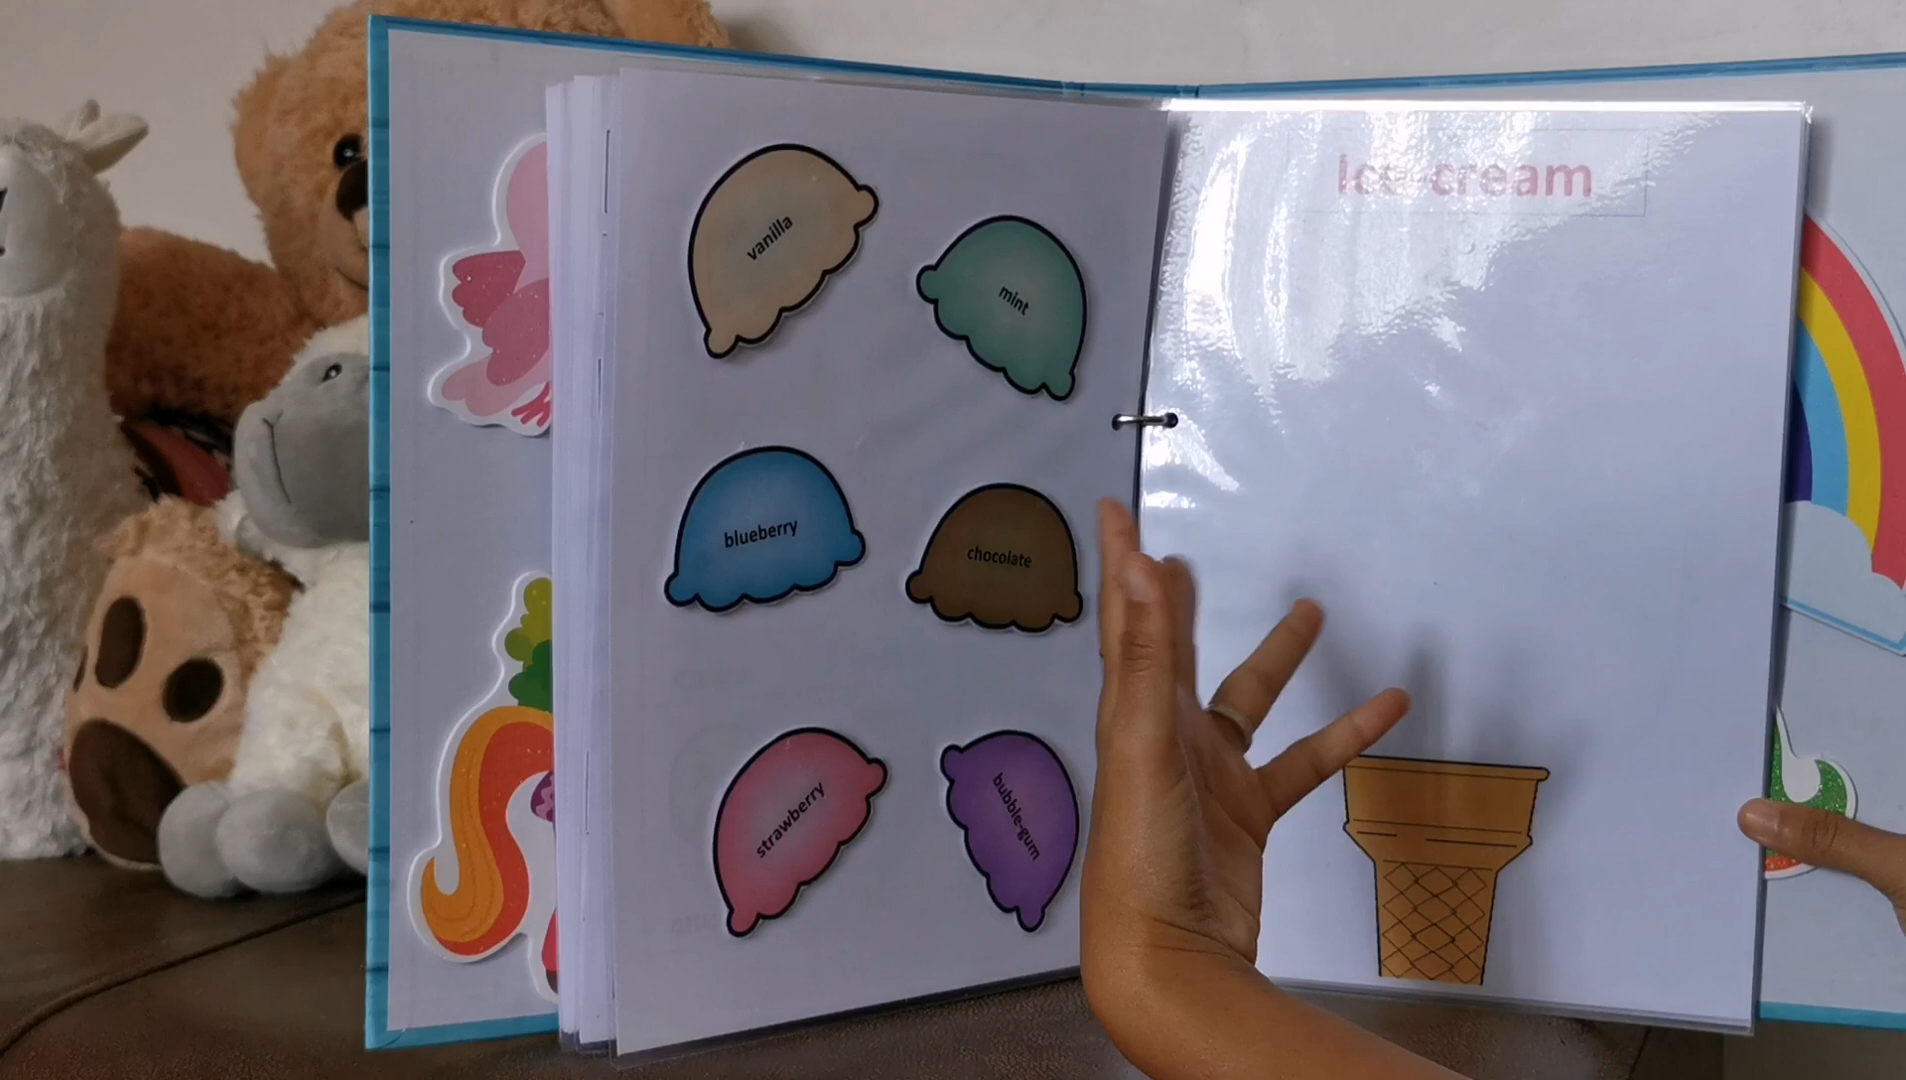 vanilla
mint
blueberry
chocolate
strawberry
bubble-gum
Ice-cream